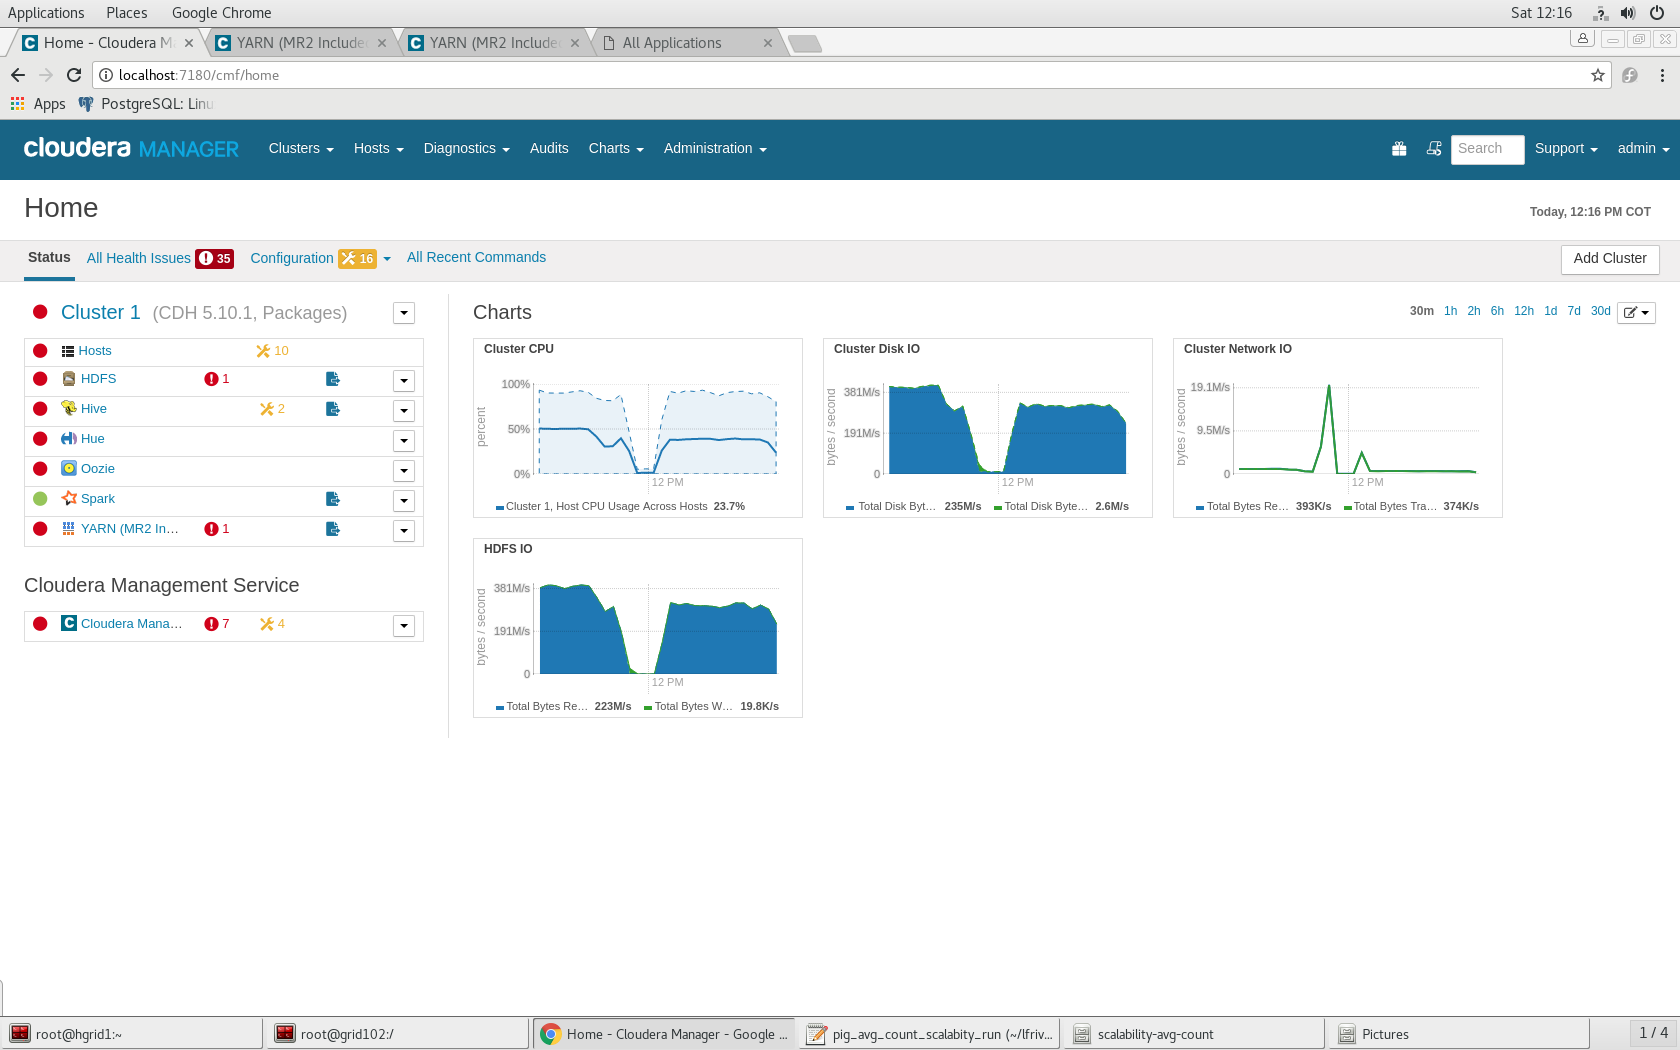 Applications Places Google Chrome Sat 12:16
Home - Cloudera M YARN (MR2 Include YARN (MR2 Include All Applications
localhost:7180/cmf/home
Apps PostgreSQL: Linu
cloudera MANAGER Clusters Hosts Diagnostics Audits Charts Administration Search Support admin
Home
Today, 12:16 PM COT
Status All Health Issues 35 Configuration 16 All Recent Commands Add Cluster
Cluster 1 (CDH 5.10.1, Packages)
Hosts 10
HDFS 1
Hive 2
Hue
Oozie
Spark
YARN (MR2 In... 1
Cloudera Management Service
Cloudera Mana... 7 4
Charts
30m 1h 2h 6h 12h 1d 7d 30d
Cluster CPU
percent
100%
50%
0%
12 PM
Cluster 1, Host CPU Usage Across Hosts 23.7%
Cluster Disk IO
bytes / second
381M/s
191M/s
0
12 PM
Total Disk Byt... 235M/s Total Disk Byte... 2.6M/s
Cluster Network IO
bytes / second
19.1M/s
9.5M/s
0
12 PM
Total Bytes Re... 393K/s Total Bytes Tra... 374K/s
HDFS IO
bytes / second
381M/s
191M/s
0
12 PM
Total Bytes Re... 223M/s Total Bytes W... 19.8K/s
root@hgrid1:~ root@grid102:/ Home - Cloudera Manager - Google ... pig_avg_count_scalabity_run (~/lfriv... scalability-avg-count Pictures 1 / 4